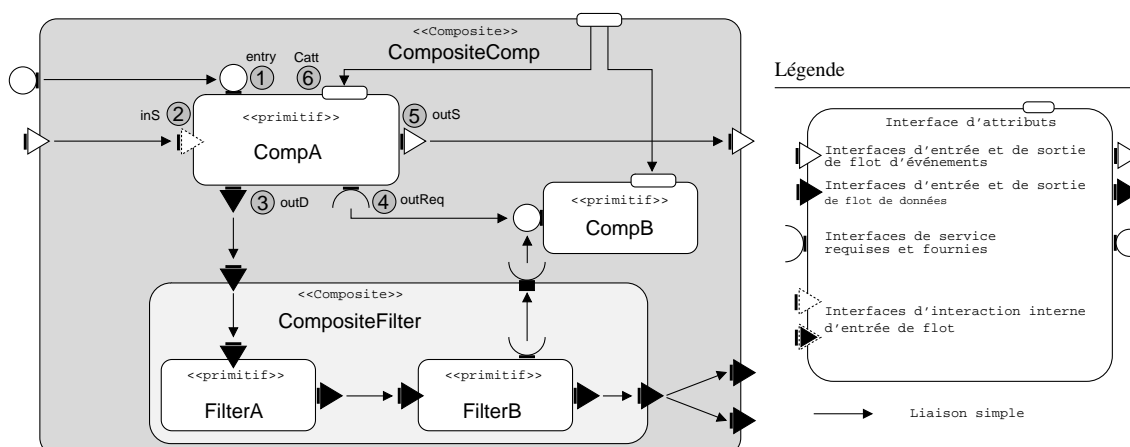 <<Composite>>
CompositeComp
entry
1
Catt
6
inS
2
<<primitif>>
CompA
5
outS
3
outD
4
outReq
<<primitif>>
CompB
<<Composite>>
CompositeFilter
<<primitif>>
FilterA
<<primitif>>
FilterB
Légende
Interface d'attributs
Interfaces d'entrée et de sortie
de flot d'événements
Interfaces d'entrée et de sortie
de flot de données
Interfaces de service
requises et fournies
Interfaces d'interaction interne
d'entrée de flot
Liaison simple